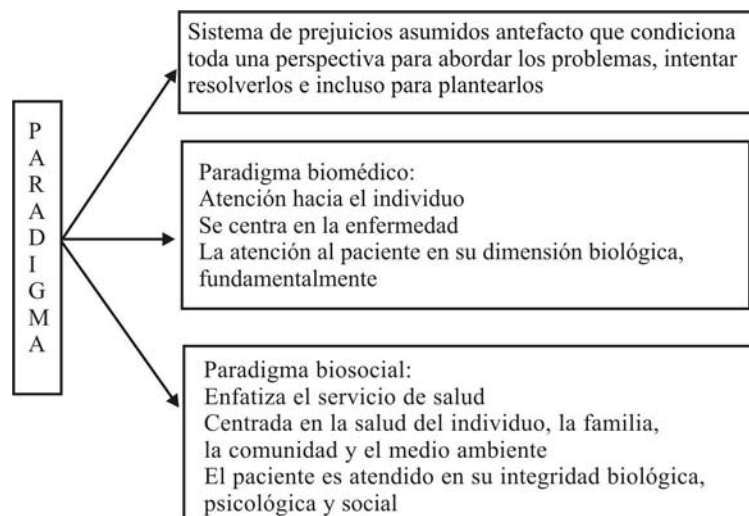 PARADIGMA
Sistema de prejuicios asumidos antefacto que condiciona
toda una perspectiva para abordar los problemas, intentar
resolverlos e incluso para plantearlos
Paradigma biomédico:
Atención hacia el individuo
Se centra en la enfermedad
La atención al paciente en su dimensión biológica,
fundamentalmente
Paradigma biosocial:
Enfatiza el servicio de salud
Centrada en la salud del individuo, la familia,
la comunidad y el medio ambiente
El paciente es atendido en su integridad biológica,
psicológica y social